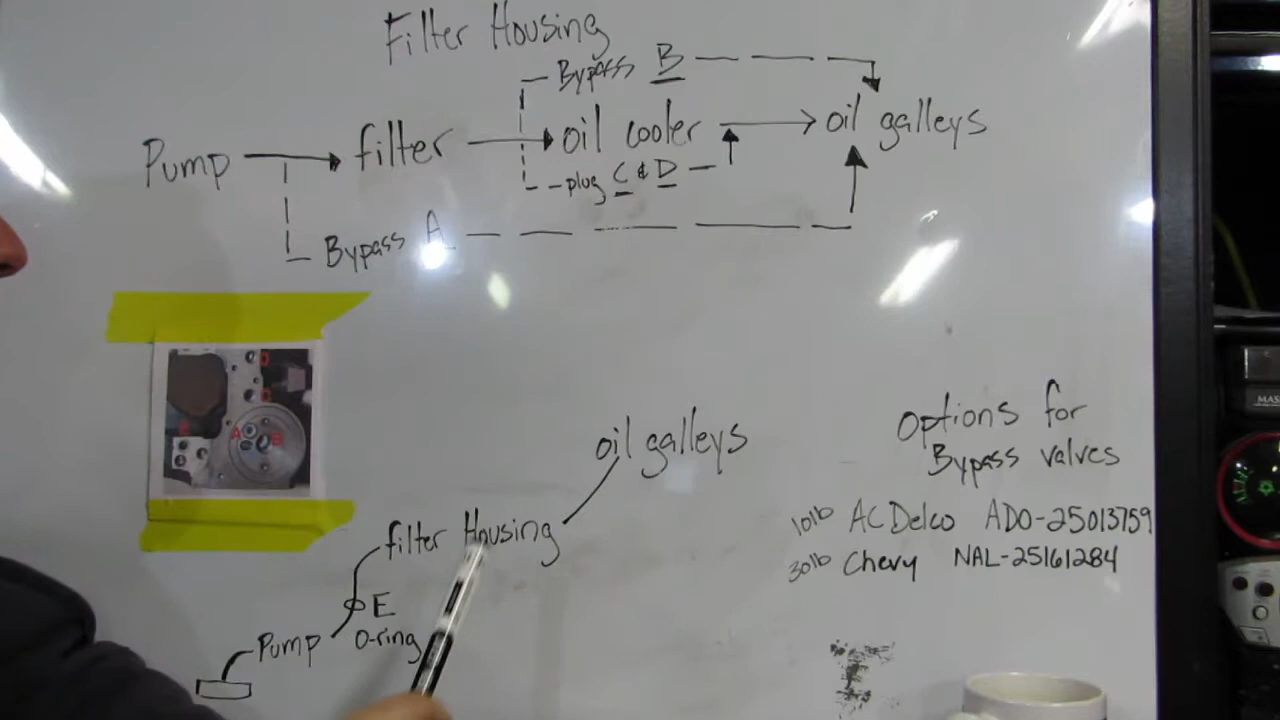 Filter Housing
Bypass B
Pump filter oil cooler oil galleys
plug C & D
Bypass A
A B
Options for
Bypass valves
oil galleys
10lb ACDelco ADO-25013759
filter Housing
30lb Chevy NAL-25161284
E
Pump O-ring
MAS